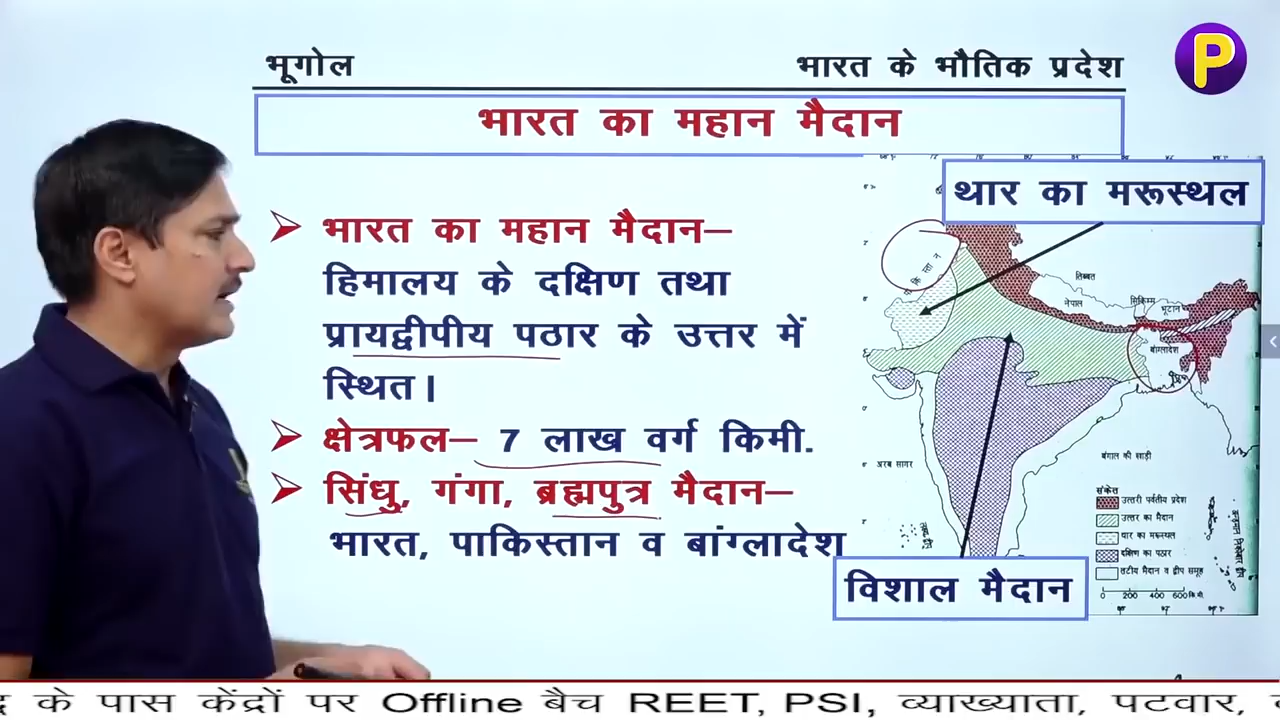 भूगोल
भारत के भौतिक प्रदेश
P
भारत का महान मैदान
थार का मरूस्थल
भारत का महान मैदान–
हिमालय के दक्षिण तथा
प्रायद्वीपीय पठार के उत्तर में
स्थित।
क्षेत्रफल– 7 लाख वर्ग किमी.
सिंधु, गंगा, ब्रह्मपुत्र मैदान–
भारत, पाकिस्तान व बांग्लादेश
तिब्बत
नेपाल
सिकिम्म
भूटान
बांग्लादेश
अरब सागर
बंगाल की खाड़ी
संकेत
उत्तरी पर्वतीय प्रदेश
उत्तर का मैदान
थार का मरूस्थल
दक्षिण का पठार
तटीय मैदान व द्वीप समूह
0 200 400 600 कि.मी.
विशाल मैदान
के पास केंद्रों पर Offline बैच REET, PSI, व्याख्याता, पटवार,